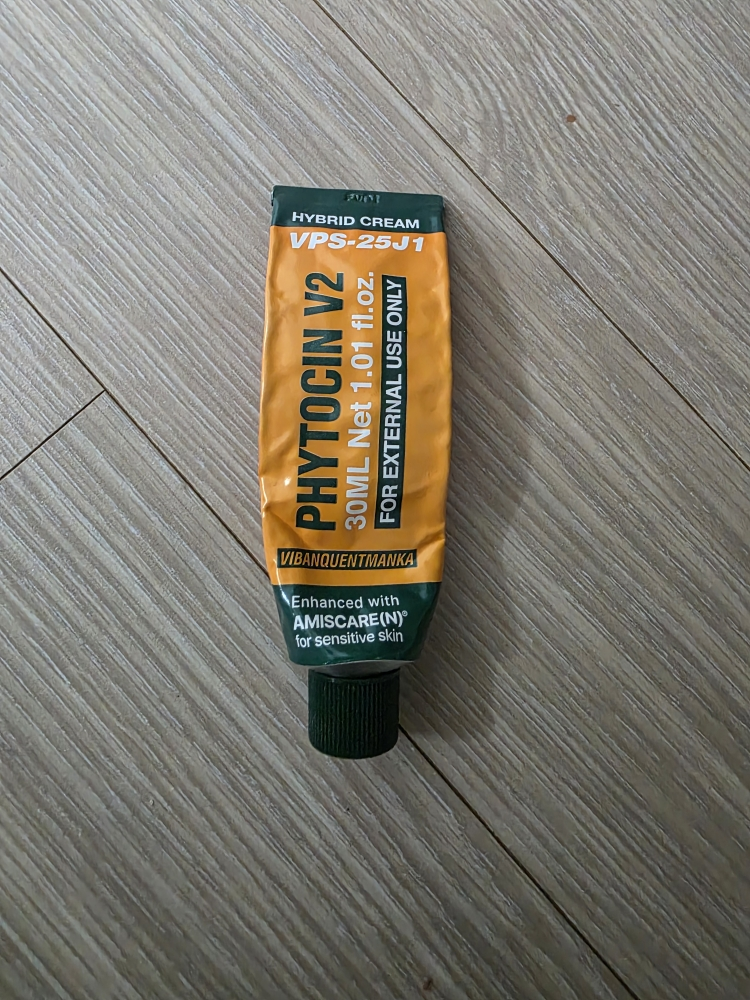 HYBRID CREAM
VPS-25J1
PHYTOCIN V2
30ML Net 1.01 fl.oz.
FOR EXTERNAL USE ONLY
VIBANQUENTMANKA
Enhanced with
AMISCARE(N)®
for sensitive skin